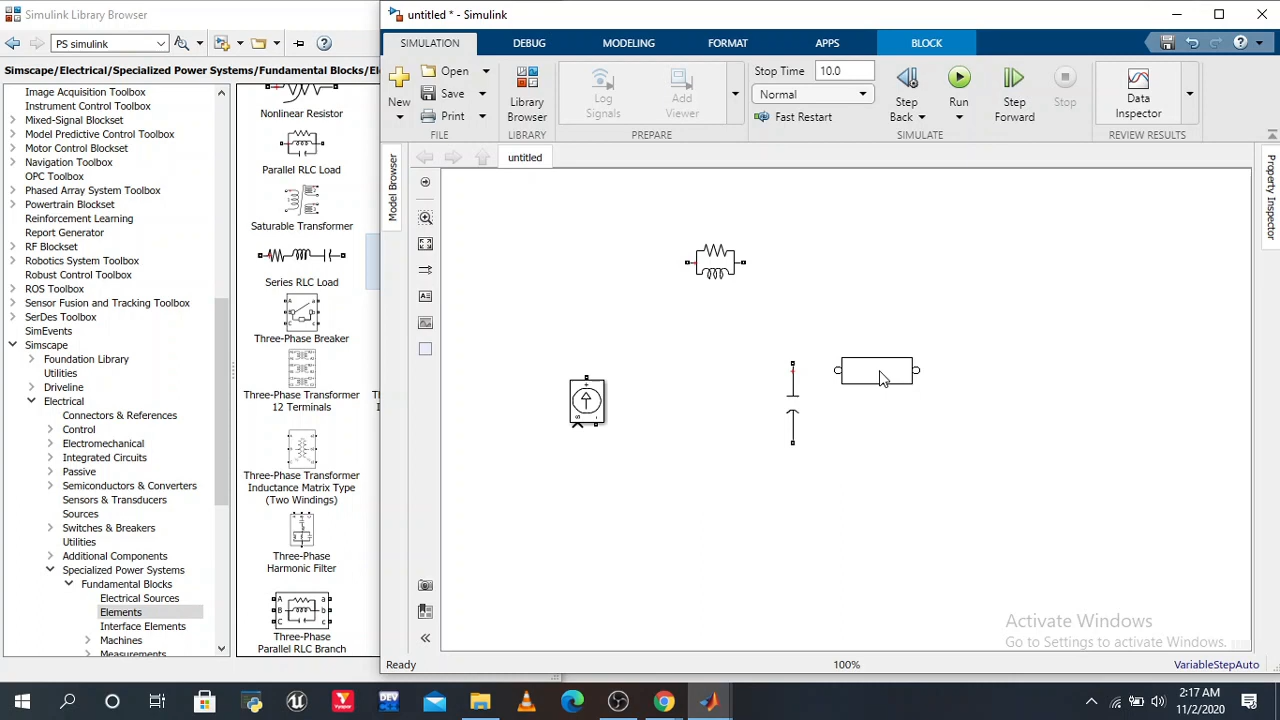 Simulink Library Browser
PS simulink
Simscape/Electrical/Specialized Power Systems/Fundamental Blocks/El
Image Acquisition Toolbox
Instrument Control Toolbox
Mixed-Signal Blockset
Model Predictive Control Toolbox
Motor Control Blockset
Navigation Toolbox
OPC Toolbox
Phased Array System Toolbox
Powertrain Blockset
Reinforcement Learning
Report Generator
RF Blockset
Robotics System Toolbox
Robust Control Toolbox
ROS Toolbox
Sensor Fusion and Tracking Toolbox
SerDes Toolbox
SimEvents
Simscape
Foundation Library
Utilities
Driveline
Electrical
Connectors & References
Control
Electromechanical
Integrated Circuits
Passive
Semiconductors & Converters
Sensors & Transducers
Sources
Switches & Breakers
Utilities
Additional Components
Specialized Power Systems
Fundamental Blocks
Electrical Sources
Elements
Interface Elements
Machines
Measurements
Nonlinear Resistor
Parallel RLC Load
Saturable Transformer
Series RLC Load
Three-Phase Breaker
Three-Phase Transformer
12 Terminals
Three-Phase Transformer
Inductance Matrix Type
(Two Windings)
Three-Phase
Harmonic Filter
Three-Phase
Parallel RLC Branch
untitled * - Simulink
SIMULATION
DEBUG
MODELING
FORMAT
APPS
BLOCK
New
Open
Save
Print
FILE
Library
Browser
LIBRARY
Log
Signals
Add
Viewer
PREPARE
Stop Time 10.0
Normal
Fast Restart
Step
Back
Run
Step
Forward
Stop
SIMULATE
Data
Inspector
REVIEW RESULTS
untitled
Model Browser
Property Inspector
Activate Windows
Go to Settings to activate Windows.
Ready
100%
VariableStepAuto
2:17 AM
11/2/2020